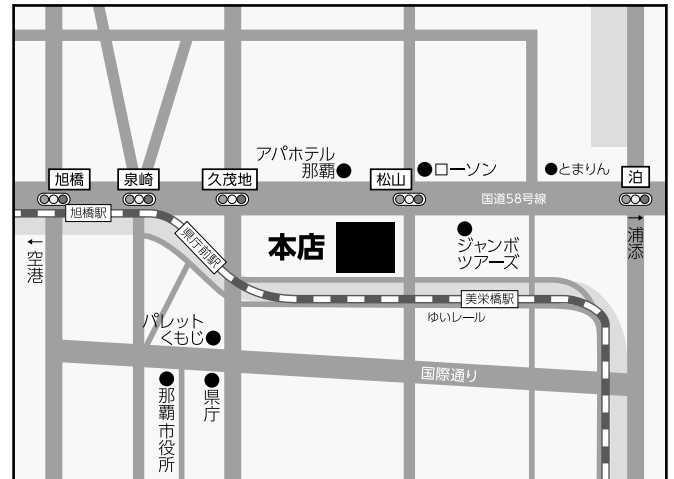 アパホテル
那覇
ローソン
とまりん
旭橋
泉崎
久茂地
松山
泊
国道58号線
旭橋駅
→
浦添
←
空港
県庁前駅
本店
ジャンボ
ツアーズ
美栄橋駅
ゆいレール
パレット
くもじ
国際通り
那覇市役所
県庁